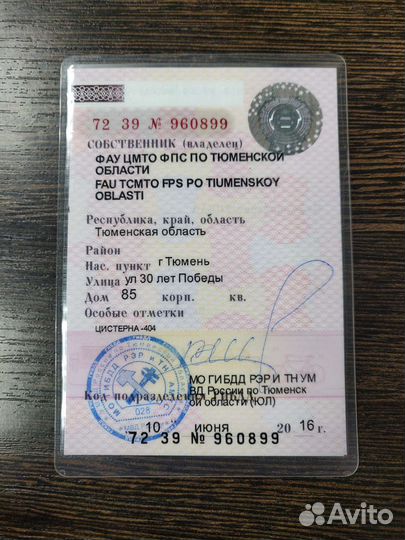 72 39 № 960899
СОБСТВЕННИК (владелец)
ФАУ ЦМТО ФПС ПО ТЮМЕНСКОЙ
ОБЛАСТИ
FAU TCMTO FPS PO TIUMENSKOY
OBLASTI
Республика, край, область
Тюменская область
Район
Нас. пункт г Тюмень
Улица ул 30 лет Победы
Дом 85 корп. кв.
Особые отметки
ЦИСТЕРНА -404
МО ГИБДД РЭР И ТН УМ
ВД России по Тюменск
ой области (ЮЛ)
Код подразделения ГИБДД
028
10 июня 20 16 г.
72 39 № 960899
Avito